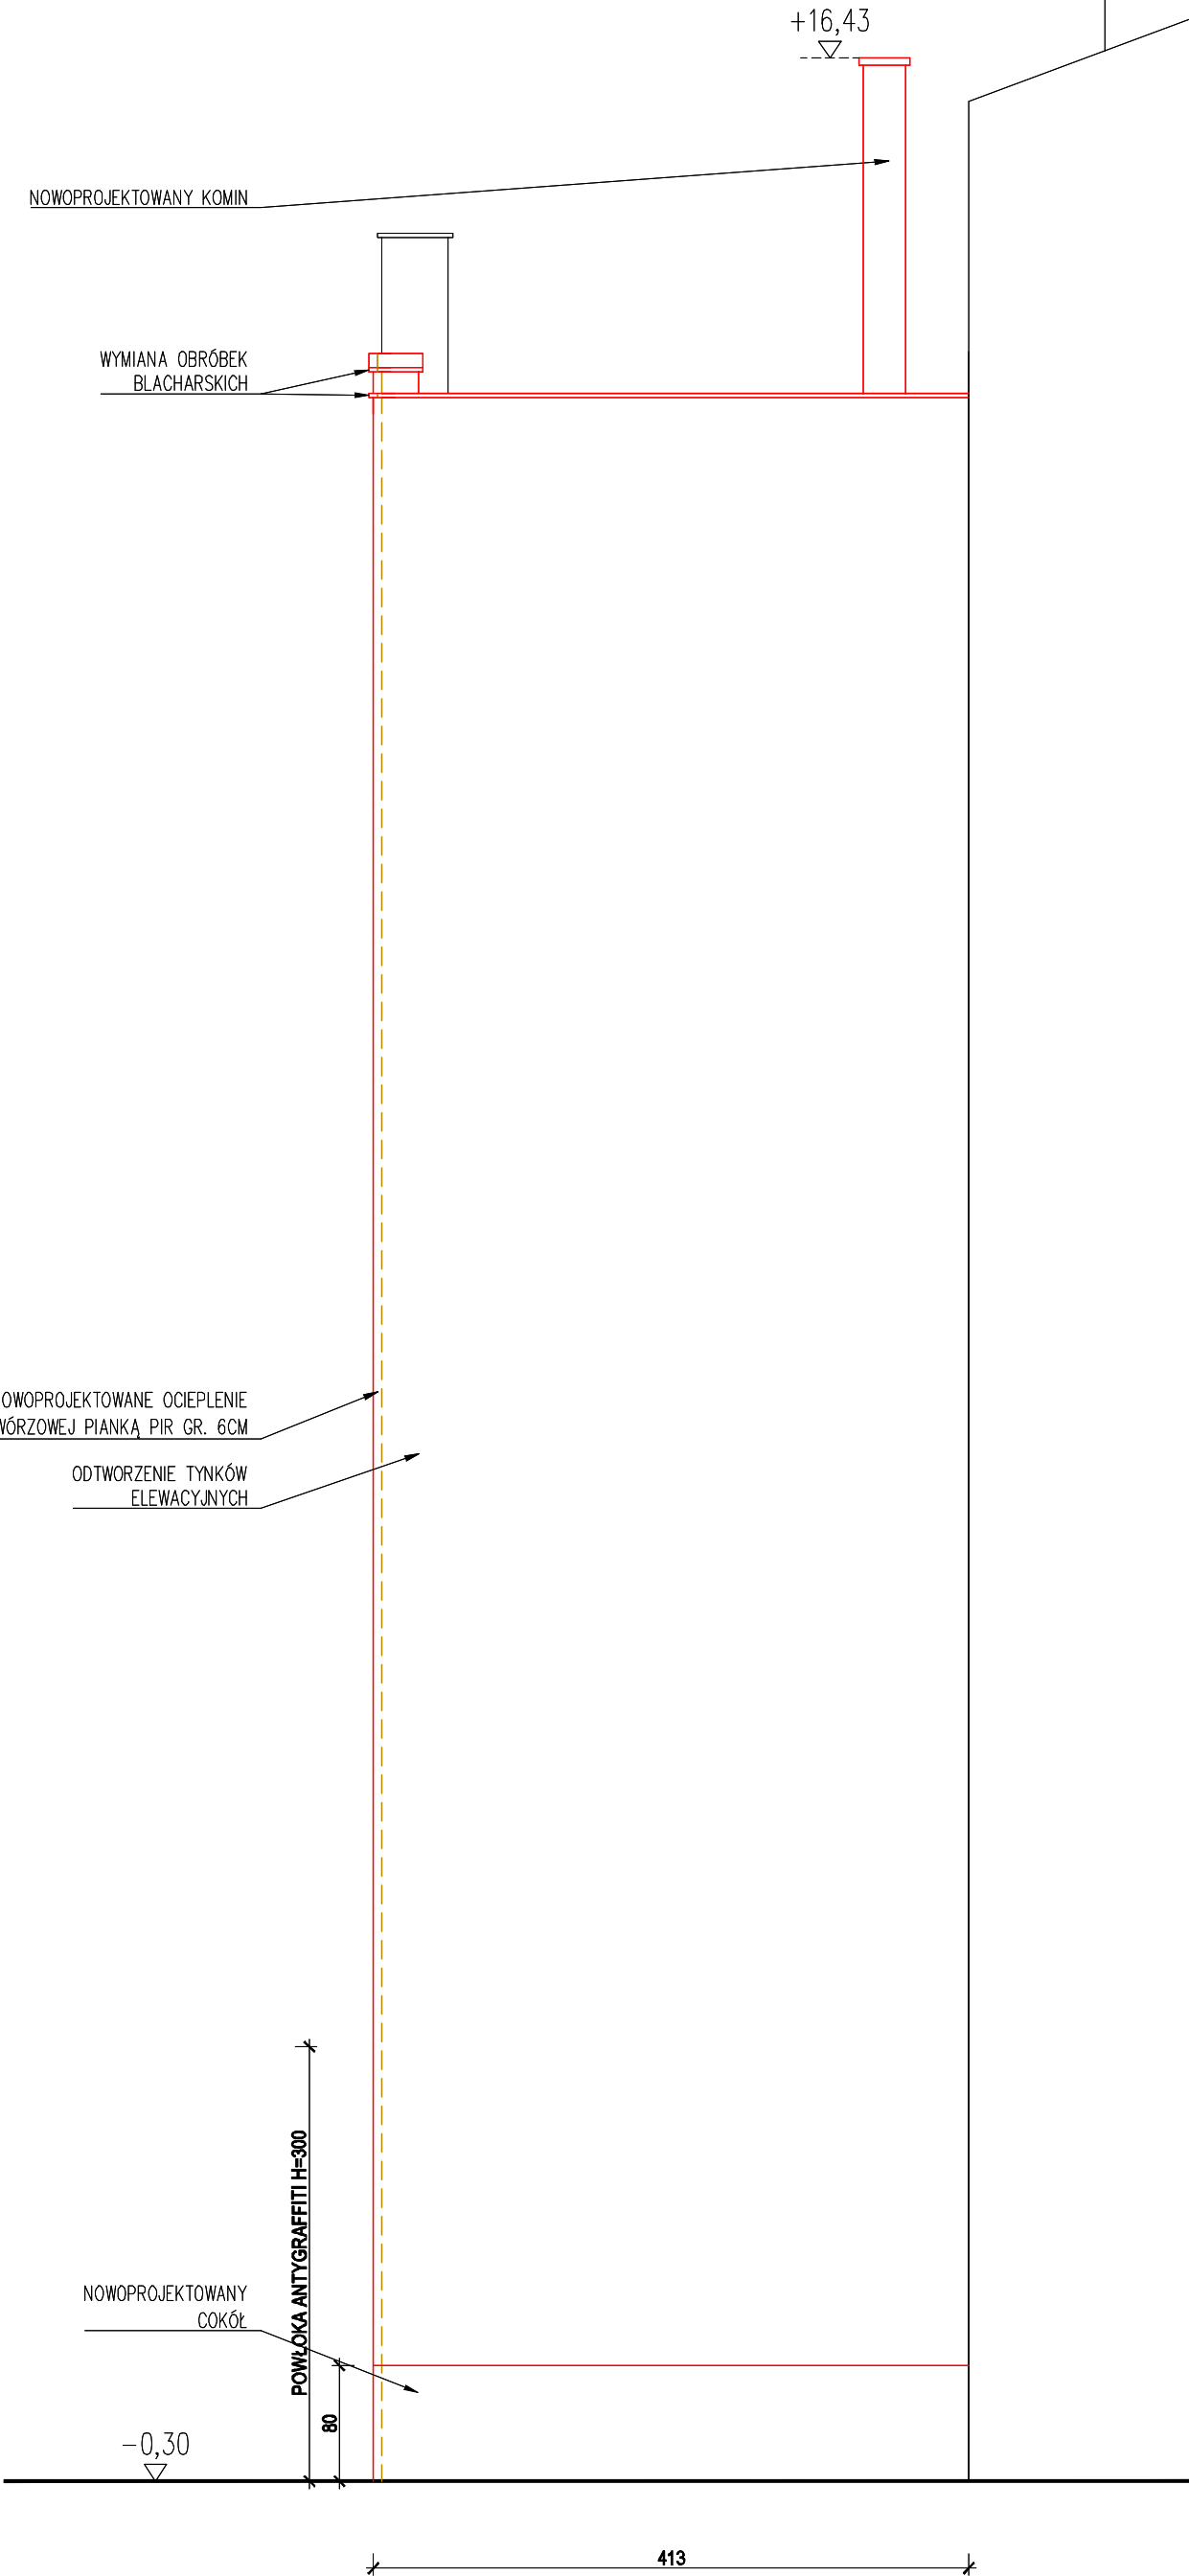 +16,43
NOWOPROJEKTOWANY KOMIN
WYMIANA OBRÓBEK
BLACHARSKICH
OWOPROJEKTOWANE OCIEPLENIE
WÓRZOWEJ PIANKĄ PIR GR. 6CM
ODTWORZENIE TYNKÓW
ELEWACYJNYCH
POWŁOKA ANTYGRAFFITI H=300
NOWOPROJEKTOWANY
COKÓŁ
80
-0,30
413